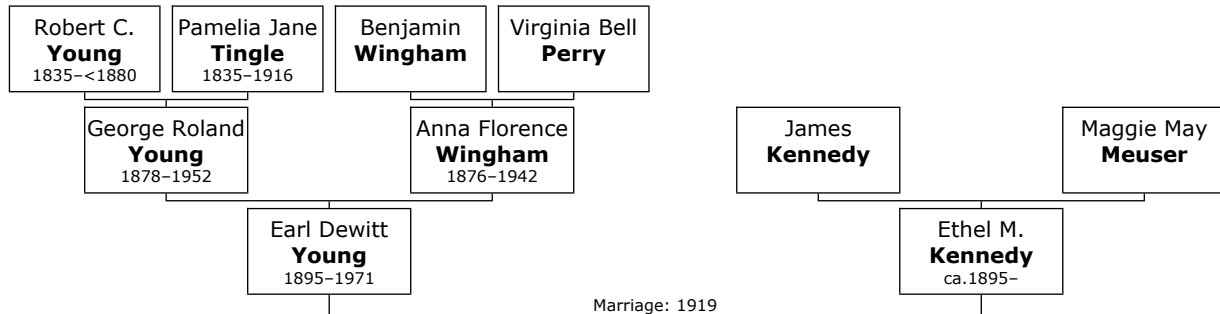 Robert C.
Young
1835–<1880
Pamelia Jane
Tingle
1835–1916
Benjamin
Wingham
Virginia Bell
Perry
George Roland
Young
1878–1952
Anna Florence
Wingham
1876–1942
James
Kennedy
Maggie May
Meuser
Earl Dewitt
Young
1895–1971
Ethel M.
Kennedy
ca.1895–
Marriage: 1919